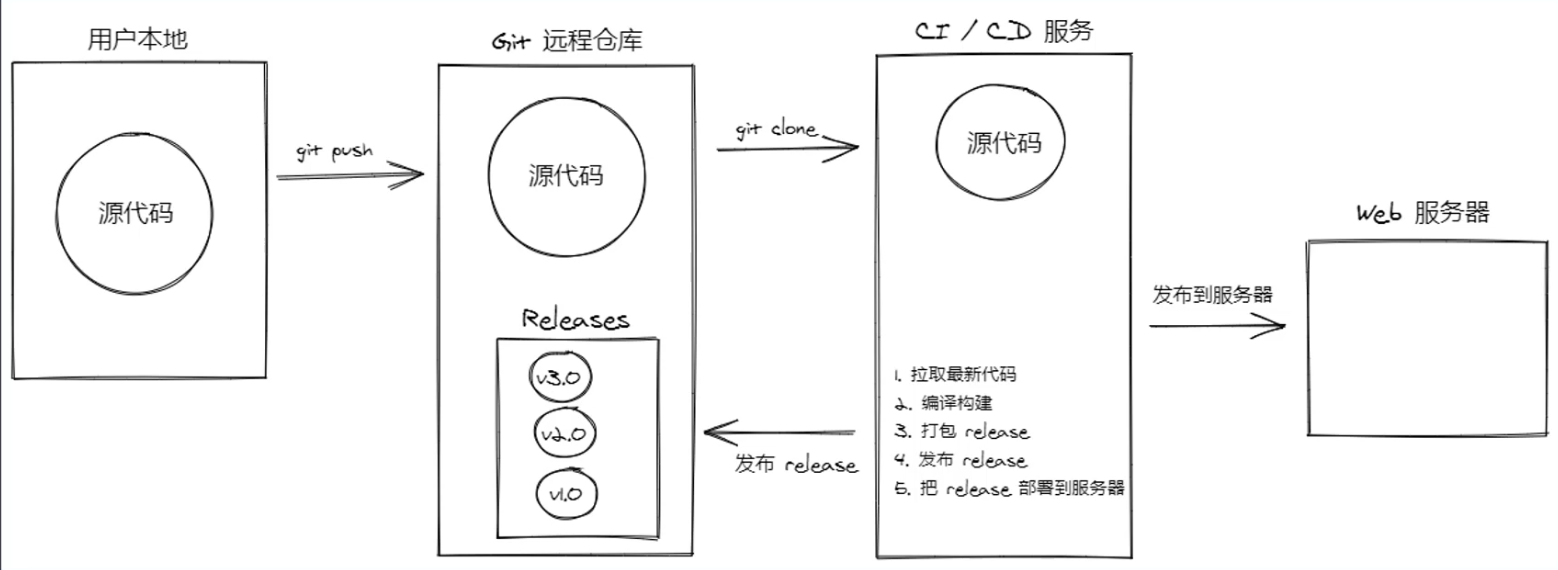 用户本地
源代码
git push
Git 远程仓库
源代码
Releases
v3.0
v2.0
v1.0
git clone
发布 release
CI / CD 服务
源代码
1. 拉取最新代码
2. 编译构建
3. 打包 release
4. 发布 release
5. 把 release 部署到服务器
发布到服务器
Web 服务器